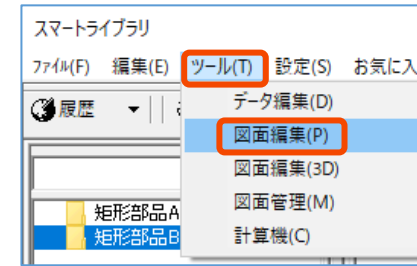 スマートライブラリ
ファイル(F) 編集(E) ツール(T) 設定(S) お気に入
履歴
データ編集(D)
図面編集(P)
図面編集(3D)
図面管理(M)
計算機(C)
矩形部品A
矩形部品B